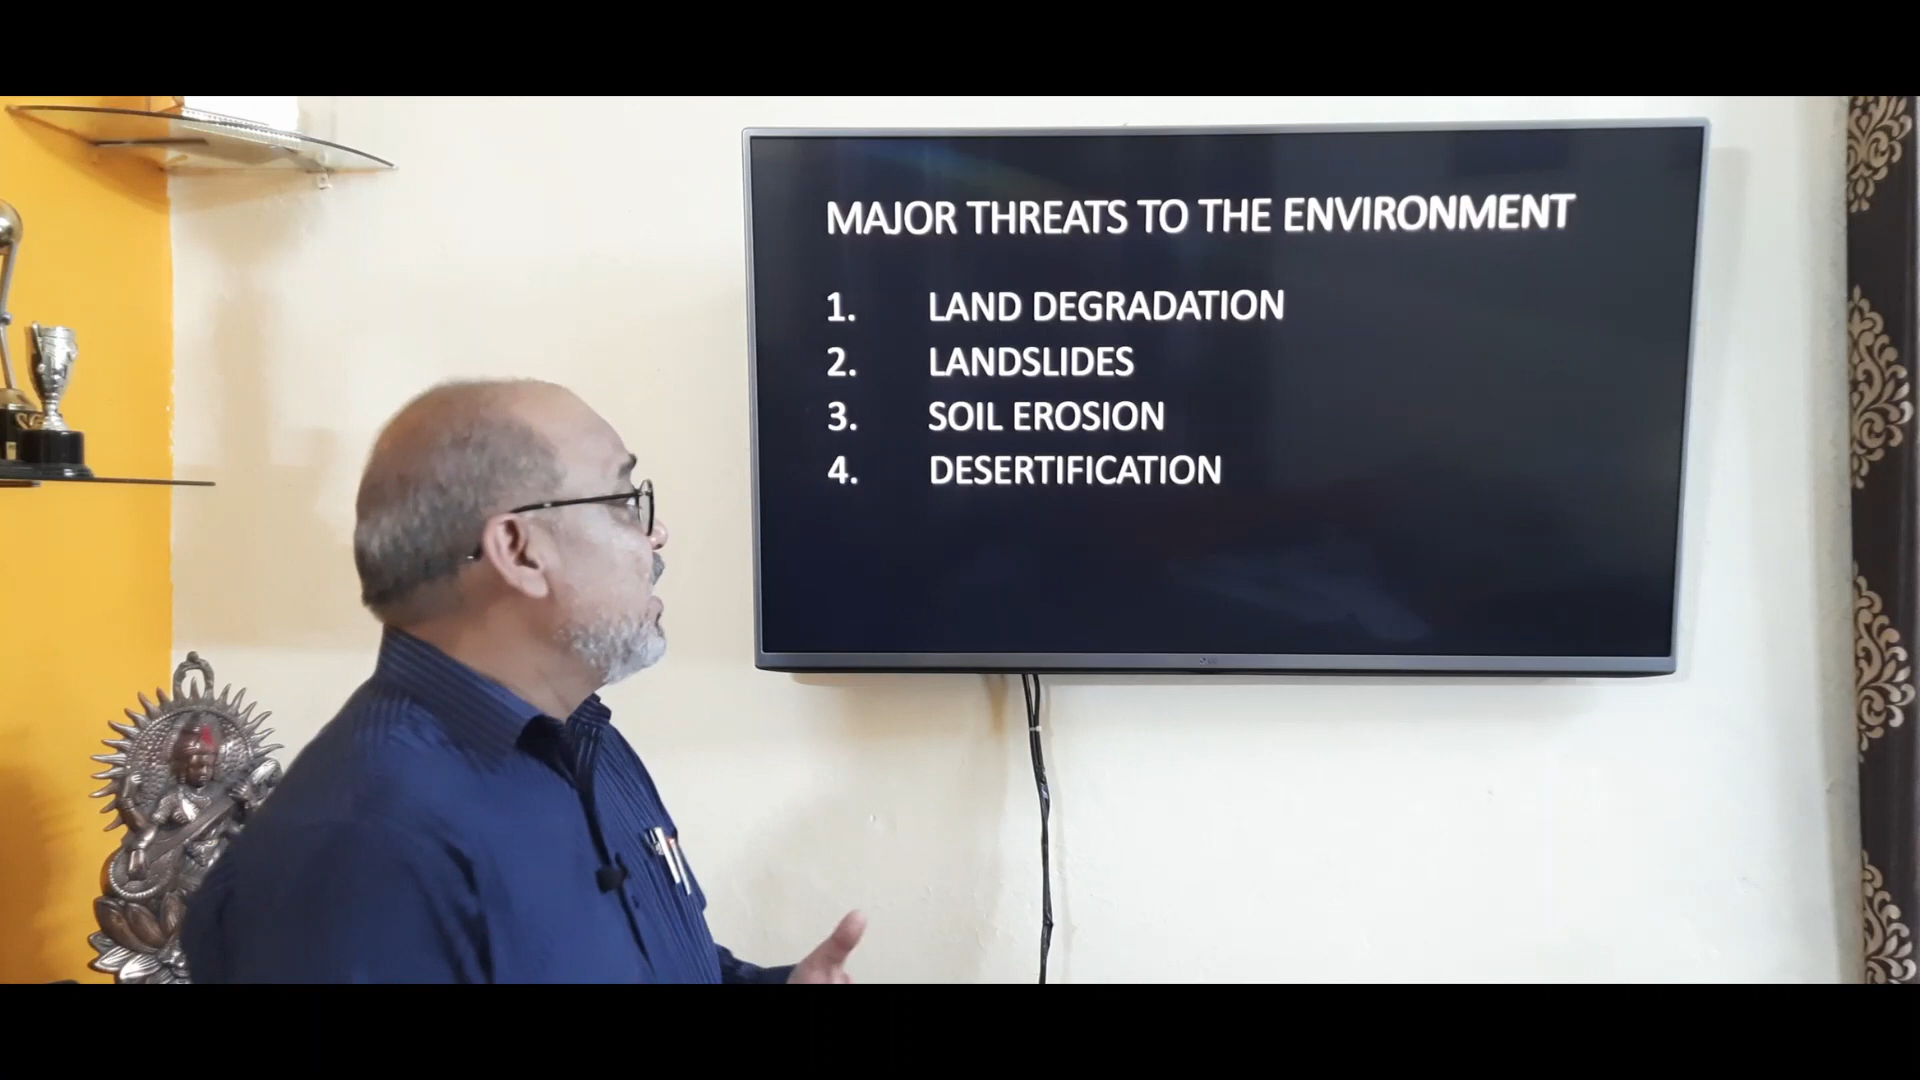 MAJOR THREATS TO THE ENVIRONMENT
1. LAND DEGRADATION
2. LANDSLIDES
3. SOIL EROSION
4. DESERTIFICATION